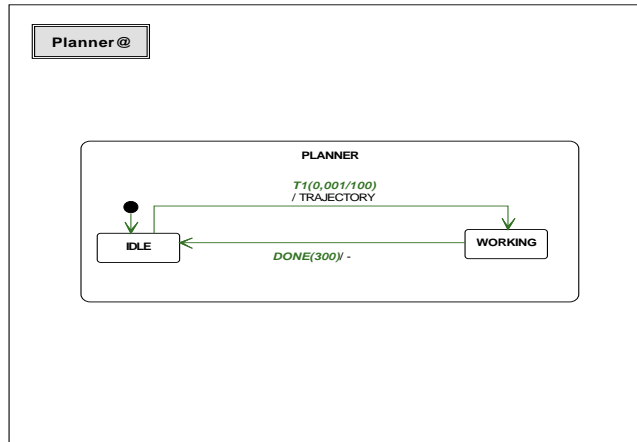 Planner@
PLANNER
T1(0,001/100)
/ TRAJECTORY
IDLE
WORKING
DONE(300)/ -